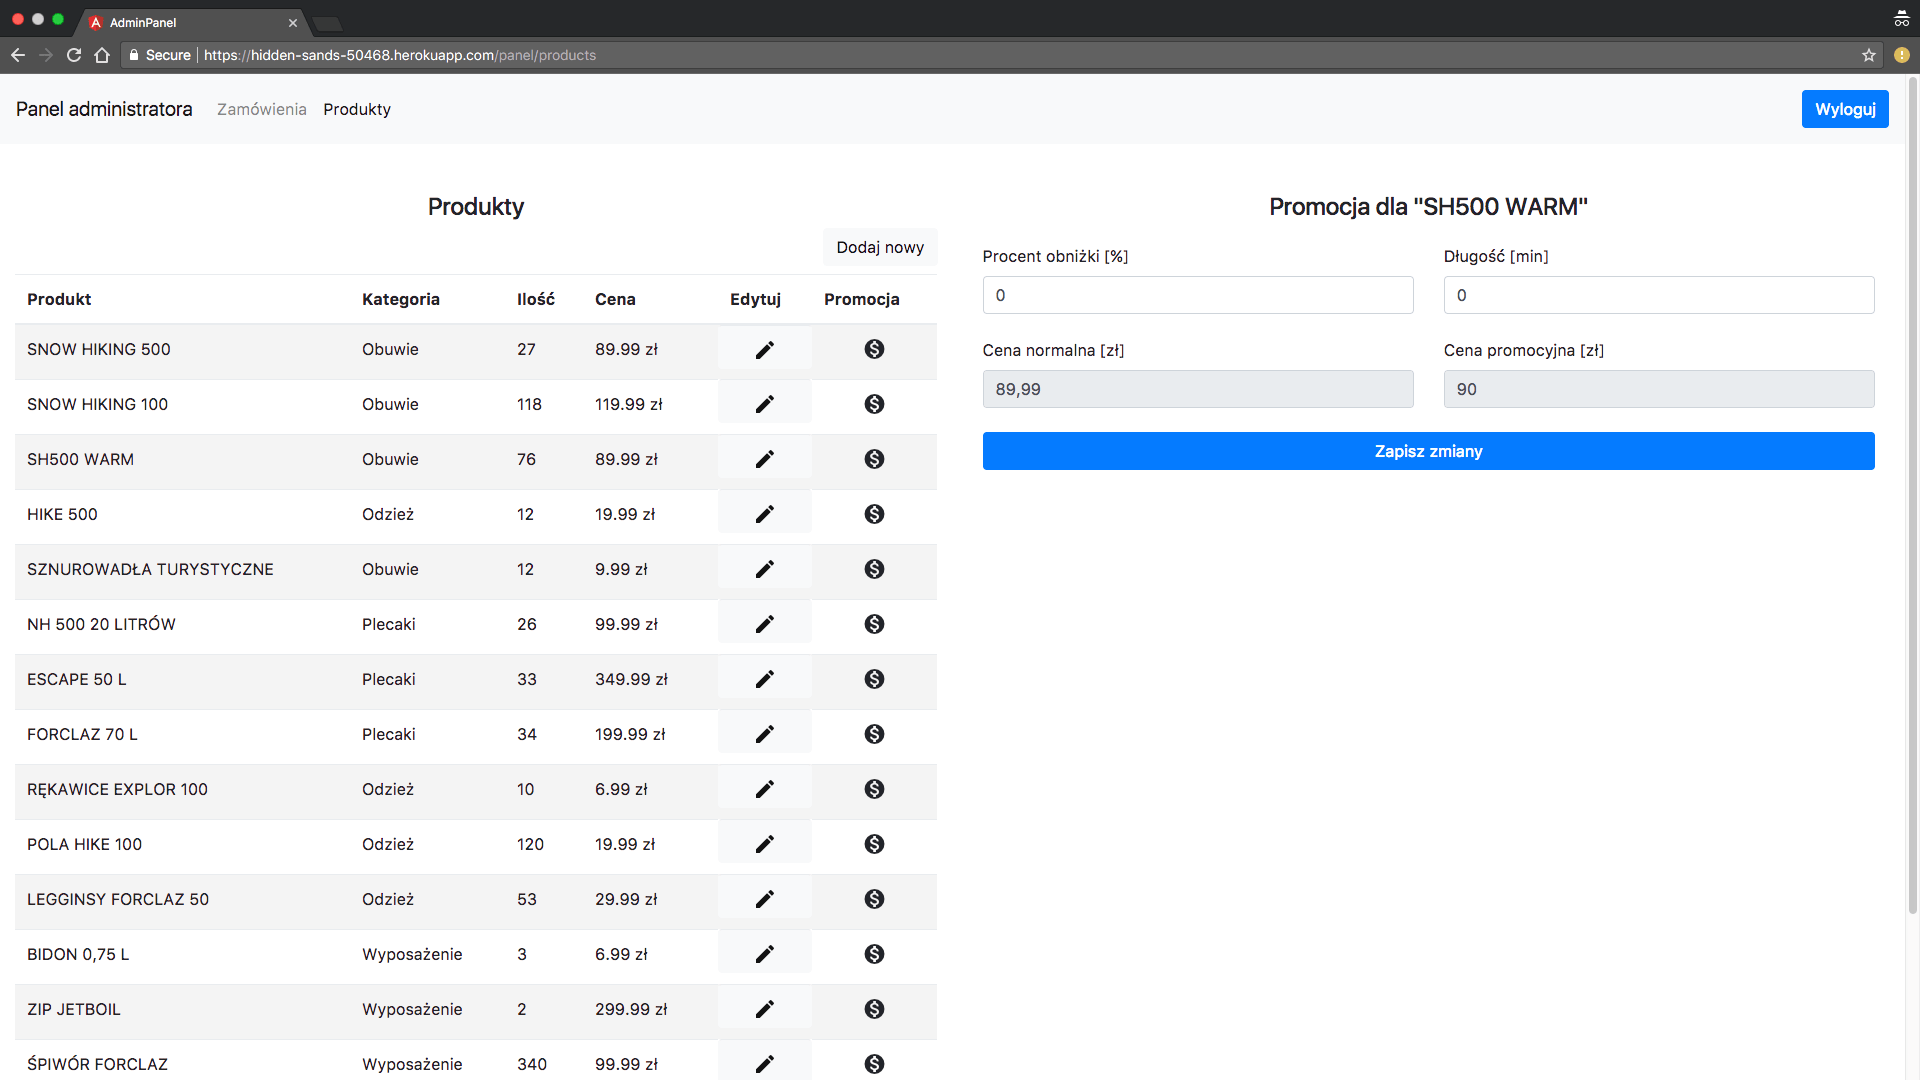 AdminPanel
Secure https://hidden-sands-50468.herokuapp.com/panel/products
Panel administratora Zamówienia Produkty Wyloguj
Produkty
Dodaj nowy
Produkt Kategoria Ilość Cena Edytuj Promocja
SNOW HIKING 500 Obuwie 27 89.99 zł
SNOW HIKING 100 Obuwie 118 119.99 zł
SH500 WARM Obuwie 76 89.99 zł
HIKE 500 Odzież 12 19.99 zł
SZNUROWADŁA TURYSTYCZNE Obuwie 12 9.99 zł
NH 500 20 LITRÓW Plecaki 26 99.99 zł
ESCAPE 50 L Plecaki 33 349.99 zł
FORCLAZ 70 L Plecaki 34 199.99 zł
RĘKAWICE EXPLOR 100 Odzież 10 6.99 zł
POLA HIKE 100 Odzież 120 19.99 zł
LEGGINSY FORCLAZ 50 Odzież 53 29.99 zł
BIDON 0,75 L Wyposażenie 3 6.99 zł
ZIP JETBOIL Wyposażenie 2 299.99 zł
ŚPIWÓR FORCLAZ Wyposażenie 340 99.99 zł
Promocja dla "SH500 WARM"
Procent obniżki [%] Długość [min]
0 0
Cena normalna [zł] Cena promocyjna [zł]
89,99 90
Zapisz zmiany